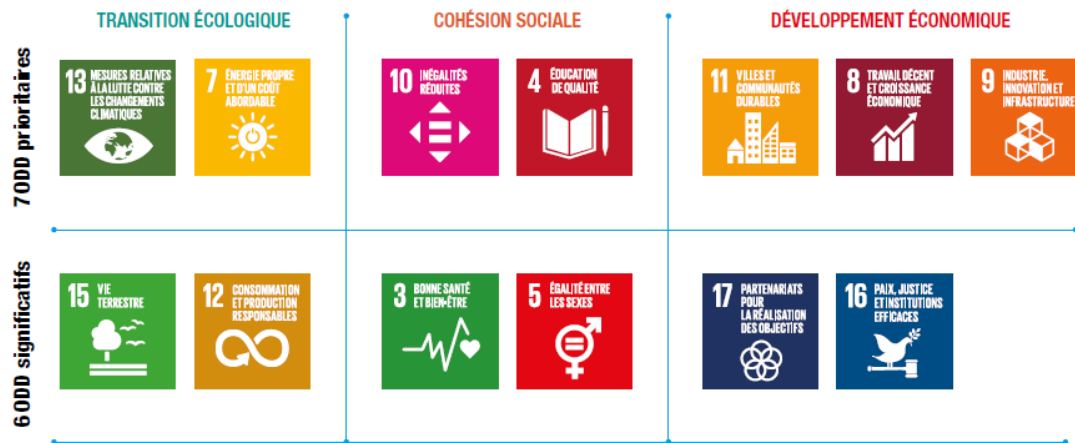 TRANSITION ÉCOLOGIQUE
COHÉSION SOCIALE
DÉVELOPPEMENT ÉCONOMIQUE
7 ODD prioritaires
13 MESURES RELATIVES
À LA LUTTE CONTRE
LES CHANGEMENTS
CLIMATIQUES
7 ÉNERGIE PROPRE
ET D'UN COÛT
ABORDABLE
10 INÉGALITÉS
RÉDUITES
4 ÉDUCATION
DE QUALITÉ
11 VILLES ET
COMMUNAUTÉS
DURABLES
8 TRAVAIL DÉCENT
ET CROISSANCE
ÉCONOMIQUE
9 INDUSTRIE,
INNOVATION ET
INFRASTRUCTURE
6 ODD significatifs
15 VIE
TERRESTRE
12 CONSOMMATION
ET PRODUCTION
RESPONSABLES
3 BONNE SANTÉ
ET BIEN-ÊTRE
5 ÉGALITÉ ENTRE
LES SEXES
17 PARTENARIATS
POUR
LA RÉALISATION
DES OBJECTIFS
16 PAIX, JUSTICE
ET INSTITUTIONS
EFFICACES